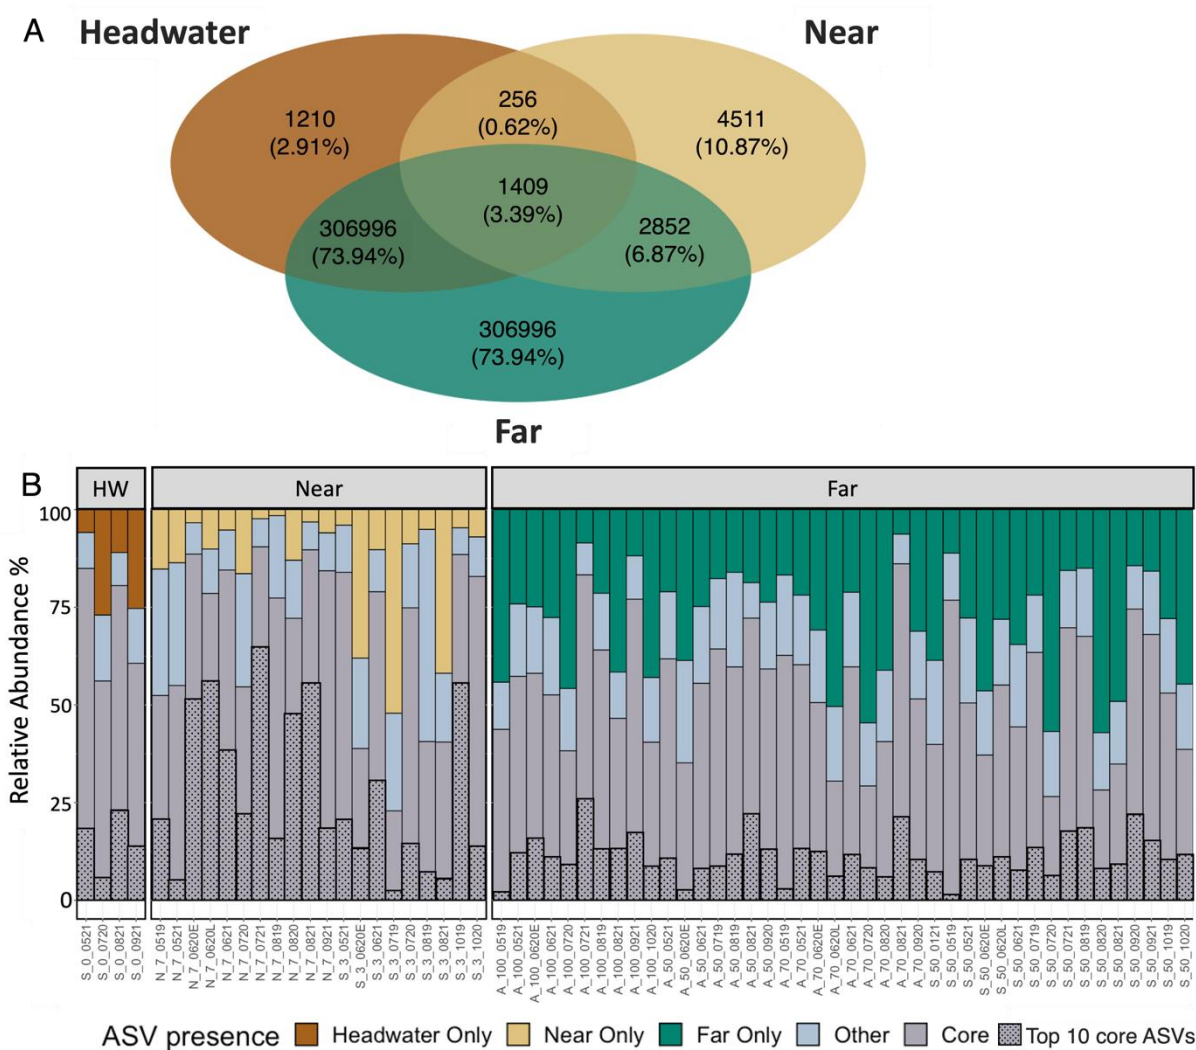 A
Headwater
Near
1210
(2.91%)
256
(0.62%)
4511
(10.87%)
1409
(3.39%)
306996
(73.94%)
2852
(6.87%)
306996
(73.94%)
Far
B
HW
Near
Far
Relative Abundance %
100
75
50
25
0
S_0_0521
S_0_0720
S_0_0821
S_0_0921
N_7_0519
N_7_0521
N_7_0620E
N_7_0620L
N_7_0621
N_7_0720
N_7_0721
N_7_0819
N_7_0820
N_7_0821
N_7_0921
S_3_0521
S_3_0620E
S_3_0621
S_3_0719
S_3_0720
S_3_0819
S_3_0821
S_3_1019
S_3_1020
A_100_0519
A_100_0521
A_100_0620E
A_100_0621
A_100_0720
A_100_0721
A_100_0819
A_100_0821
A_100_0921
A_100_1020
A_50_0521
A_50_0620E
A_50_0621
A_50_0719
A_50_0819
A_50_0821
A_50_0920
A_70_0519
A_70_0521
A_70_0620E
A_70_0620L
A_70_0621
A_70_0720
A_70_0820
A_70_0821
A_70_0920
S_50_0121
S_50_0519
S_50_0521
S_50_0620E
S_50_0620L
S_50_0621
S_50_0719
S_50_0720
S_50_0721
S_50_0819
S_50_0820
S_50_0821
S_50_0920
S_50_0921
S_50_1019
S_50_1020
ASV presence Headwater Only Near Only Far Only Other Core Top 10 core ASVs